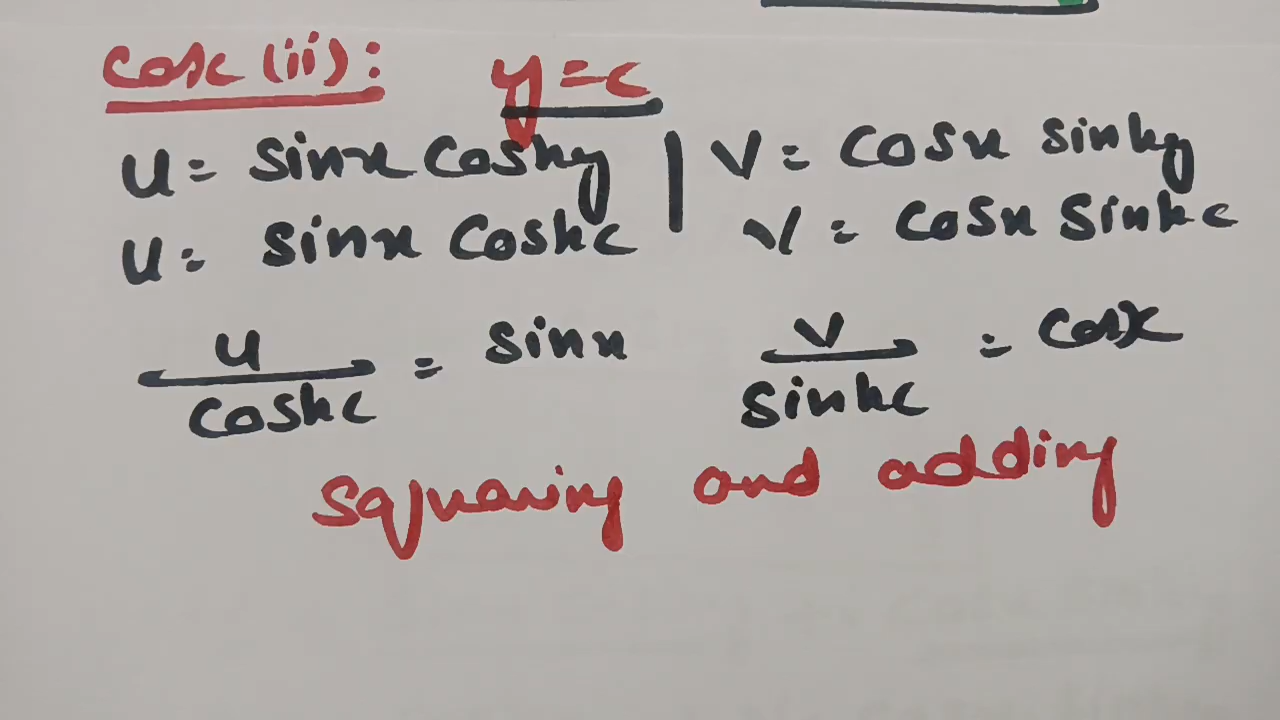 Case (ii): y = c
u = sinx coshy | v = cosx sinhy
u = sinx coshc v = cosx sinhc
u/coshc = sinx v/sinhc = cosx
squaring and adding